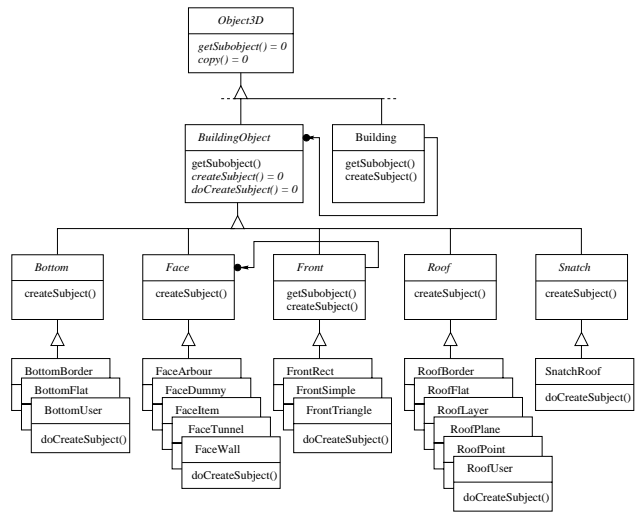 Object3D
getSubobject() = 0
copy() = 0
BuildingObject
getSubobject()
createSubject() = 0
doCreateSubject() = 0
Building
getSubobject()
createSubject()
Bottom
createSubject()
Face
createSubject()
Front
getSubobject()
createSubject()
Roof
createSubject()
Snatch
createSubject()
BottomBorder
BottomFlat
BottomUser
doCreateSubject()
FaceArbour
FaceDummy
FaceItem
FaceTunnel
FaceWall
doCreateSubject()
FrontRect
FrontSimple
FrontTriangle
doCreateSubject()
RoofBorder
RoofFlat
RoofLayer
RoofPlane
RoofPoint
RoofUser
doCreateSubject()
SnatchRoof
doCreateSubject()